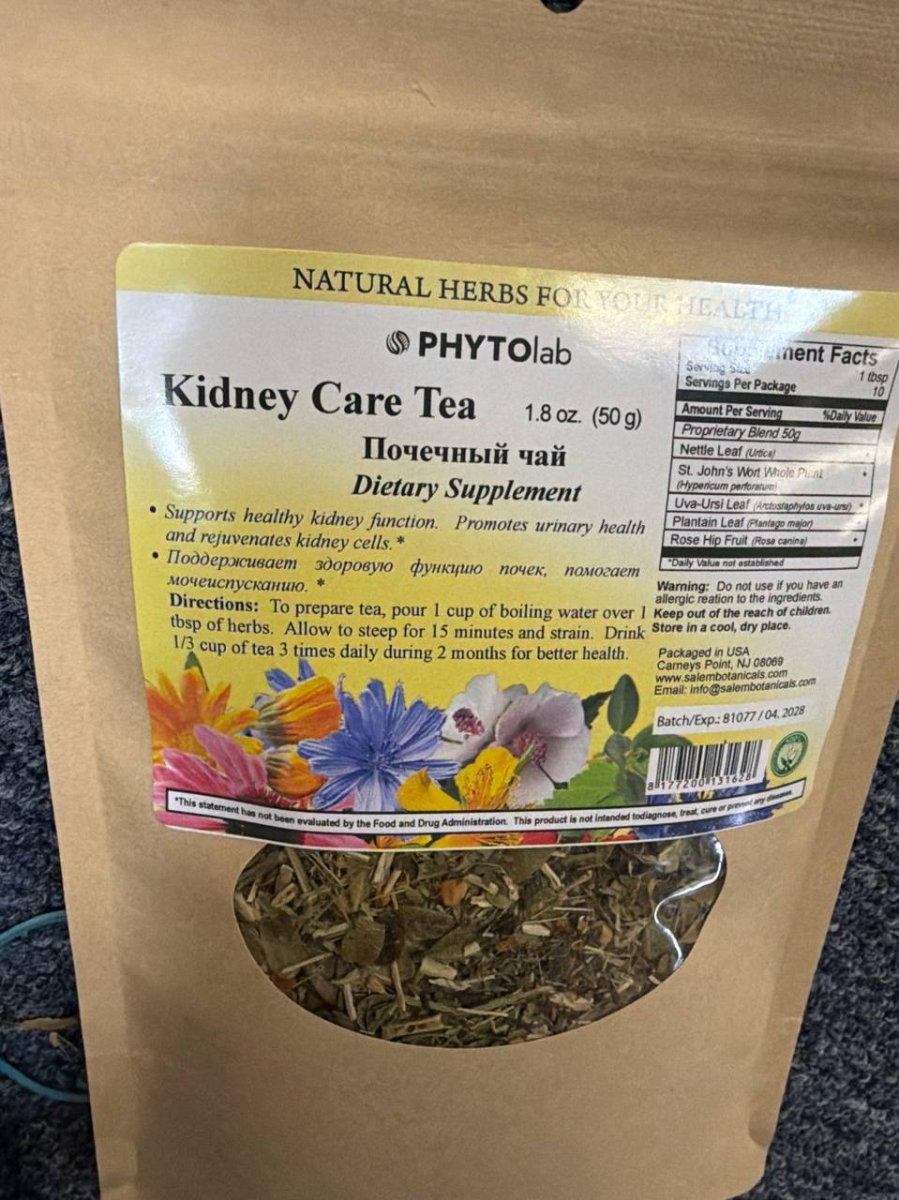 NATURAL HERBS FOR YOUR HEALTH
PHYTOlab
Kidney Care Tea 1.8 oz. (50 g)
Почечный чай
Dietary Supplement
• Supports healthy kidney function. Promotes urinary health
and rejuvenates kidney cells. *
• Поддерживает здоровую функцию почек, помогает
мочеиспусканию. *
Directions: To prepare tea, pour 1 cup of boiling water over 1
tbsp of herbs. Allow to steep for 15 minutes and strain. Drink
1/3 cup of tea 3 times daily during 2 months for better health.
Supplement Facts
Serving Size 1 tbsp
Servings Per Package 10
Amount Per Serving %Daily Value
Proprietary Blend 50g
Nettle Leaf (Urtica) *
St. John's Wort Whole Plant *
(Hypericum perforatum)
Uva-Ursi Leaf (Arctostaphylos uva-ursi) *
Plantain Leaf (Plantago major)
Rose Hip Fruit (Rosa canina) *
*Daily Value not established
Warning: Do not use if you have an
allergic reation to the ingredients.
Keep out of the reach of children.
Store in a cool, dry place.
Packaged in USA
Carneys Point, NJ 08069
www.salembotanicals.com
Email: info@salembotanicals.com
Batch/Exp.: 81077 / 04. 2028
8 177200 131628
*This statement has not been evaluated by the Food and Drug Administration. This product is not intended todiagnose, treat, cure or prevent any diseases.